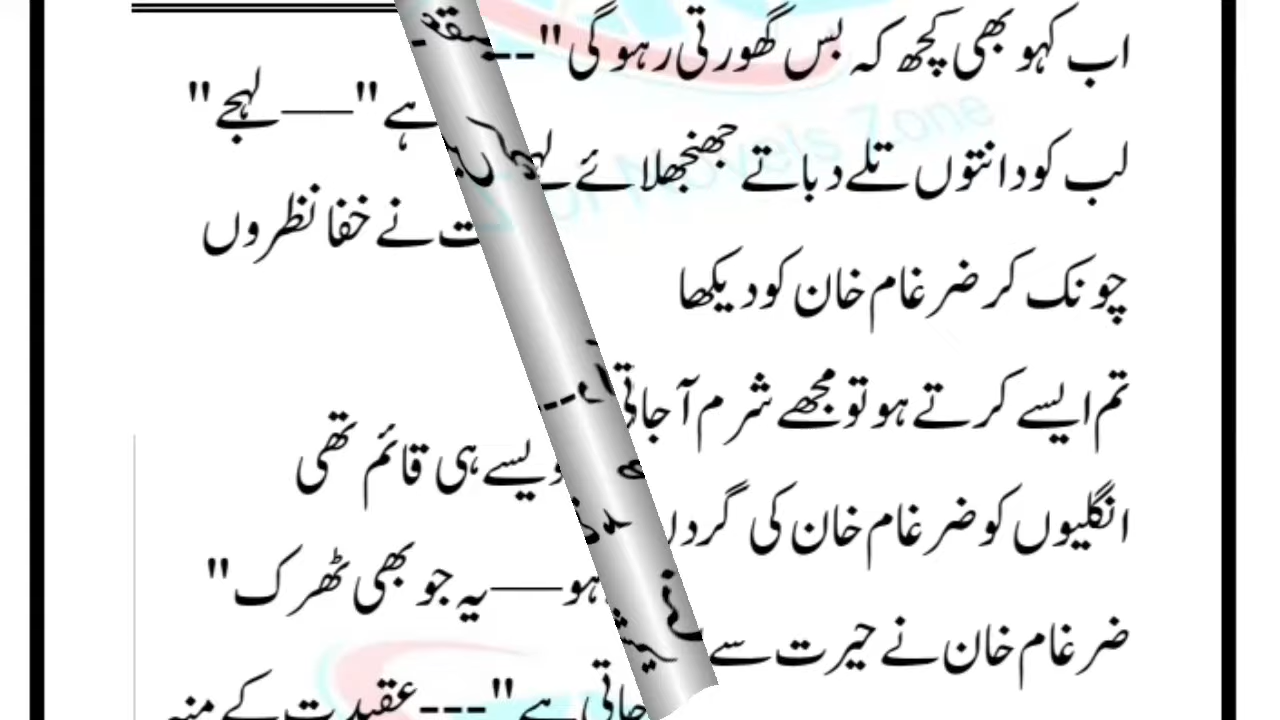 اب کہو بھی کچھ کہ بس گھورتی رہو گی"---
لب کو دانتوں تلے دباتے جھنجھلائے
چونک کر ضرغام خان کو دیکھا
تم ایسے کرتے ہو تو مجھے شرم آ جاتی
انگلیوں کو ضرغام خان کی
ضرغام خان نے حیرت سے
ہے"——لہجے"
نے خفا نظروں
ویسے ہی قائم تھی
ہو——یہ جو بھی ٹھرک"
جاتی ہے"---عقیدت کے منہ
Novels Zone